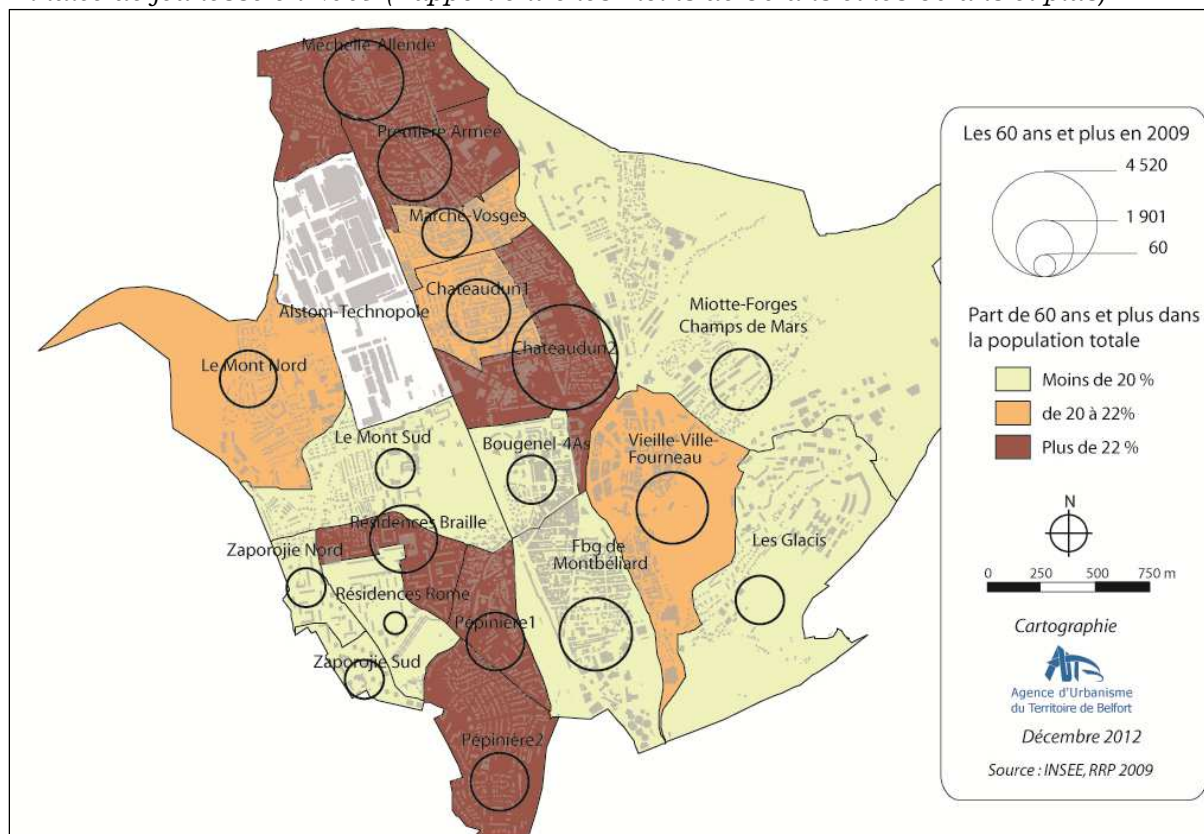 Mechelle-Allende
Première Armée
Marché-Vosges
Chateaudun1
Alstom-Technopole
Chateaudun2
Miotte-Forges
Champs de Mars
Le Mont Nord
Le Mont Sud
Bougenel-4As
Vieille-Ville-
Fourneau
Résidences Braille
Zaporojie Nord
Fbg de
Montbéliard
Les Glacis
Résidences Rome
Pépinière1
Zaporojie Sud
Pépinière2
Les 60 ans et plus en 2009
4 520
1 901
60
Part de 60 ans et plus dans
la population totale
Moins de 20 %
de 20 à 22%
Plus de 22 %
N
0 250 500 750 m
Cartographie
Agence d'Urbanisme
du Territoire de Belfort
Décembre 2012
Source : INSEE, RRP 2009